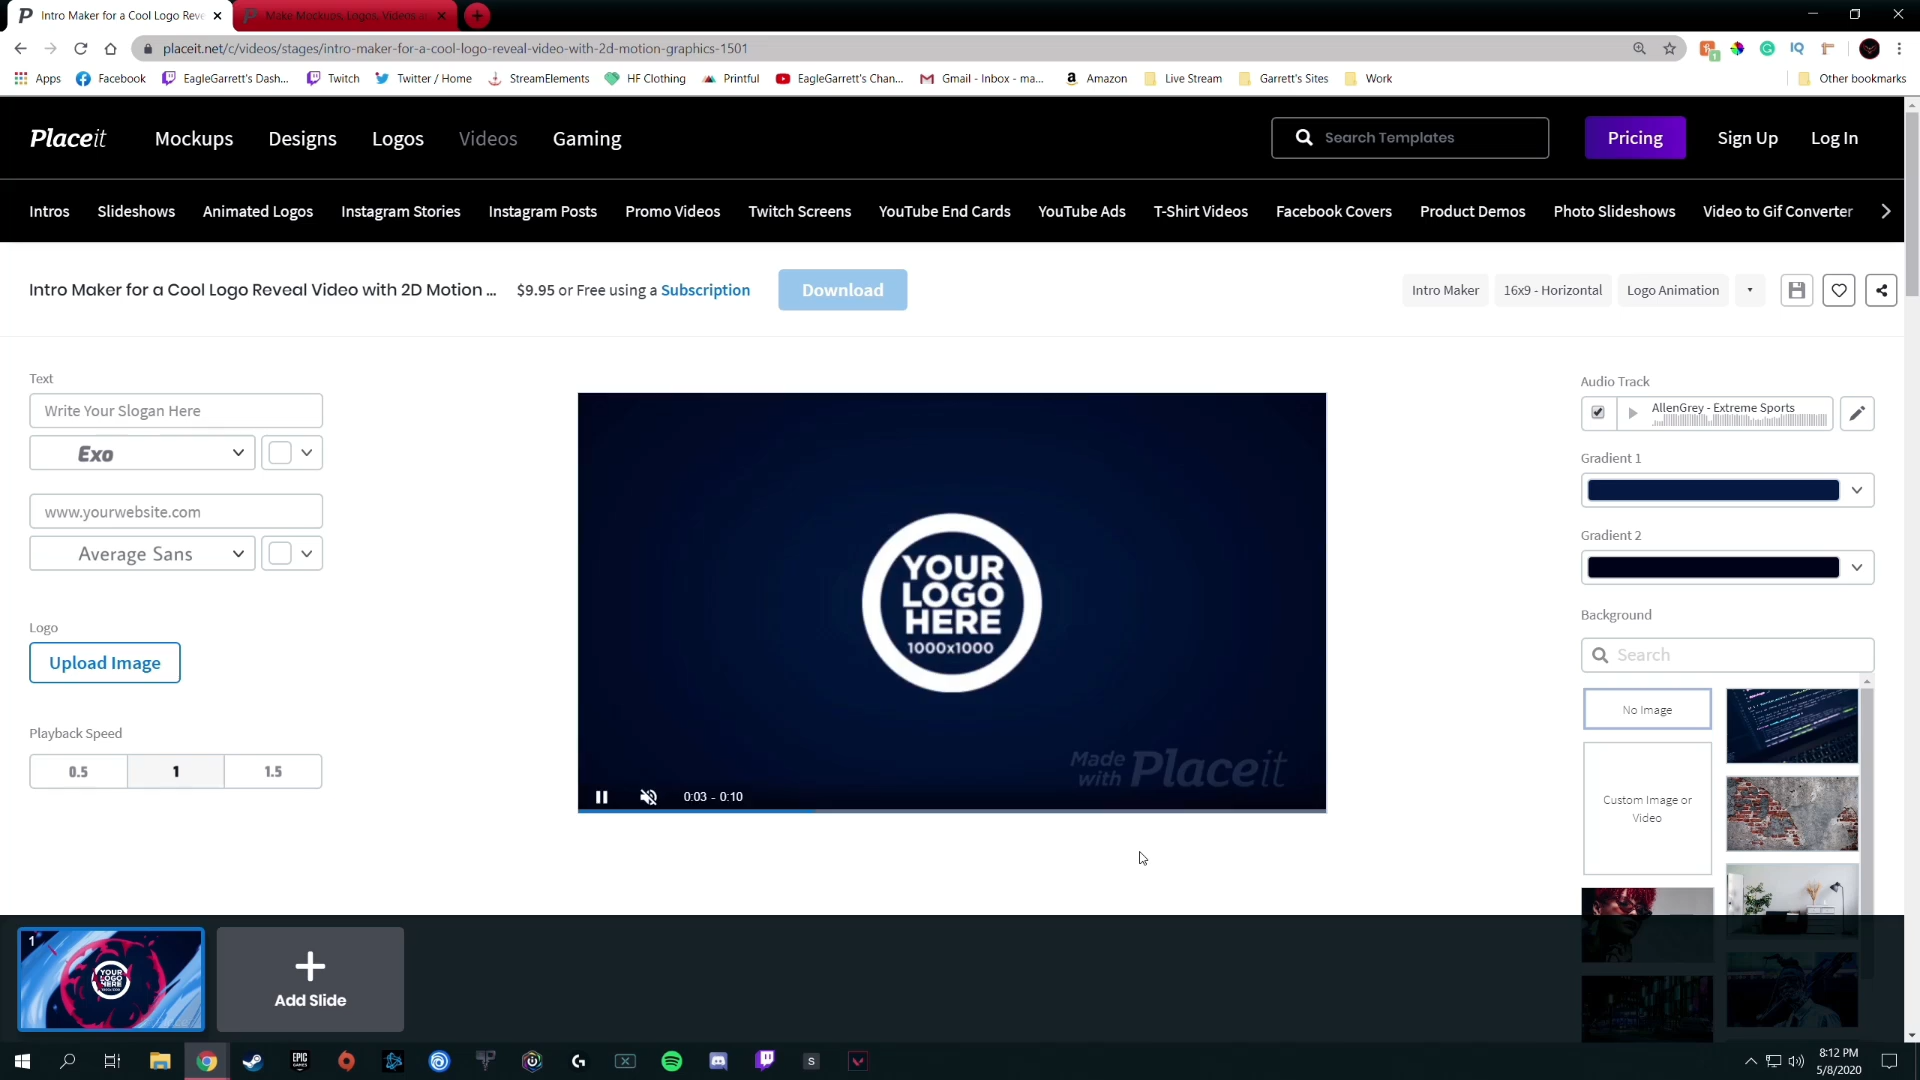 Intro Maker for a Cool Logo Reve
Make Mockups, Logos, Videos
placeit.net/c/videos/stages/intro-maker-for-a-cool-logo-reveal-video-with-2d-motion-graphics-1501
Apps
Facebook
EagleGarrett's Dash...
Twitch
Twitter / Home
StreamElements
HF Clothing
Printful
EagleGarrett's Chan...
Gmail - Inbox - ma...
Amazon
Live Stream
Garrett's Sites
Work
Other bookmarks
Placeit
Mockups
Designs
Logos
Videos
Gaming
Search Templates
Pricing
Sign Up
Log In
Intros
Slideshows
Animated Logos
Instagram Stories
Instagram Posts
Promo Videos
Twitch Screens
YouTube End Cards
YouTube Ads
T-Shirt Videos
Facebook Covers
Product Demos
Photo Slideshows
Video to Gif Converter
Intro Maker for a Cool Logo Reveal Video with 2D Motion ...
$9.95 or Free using a Subscription
Download
Intro Maker
16x9 - Horizontal
Logo Animation
Text
Write Your Slogan Here
Exo
www.yourwebsite.com
Average Sans
Logo
Upload Image
Playback Speed
0.5
1
1.5
YOUR
LOGO
HERE
1000x1000
Made
with Placeit
0:03 - 0:10
Audio Track
AllenGrey - Extreme Sports
Gradient 1
Gradient 2
Background
Search
No Image
Custom Image or
Video
1
YOUR
LOGO
HERE
Add Slide
EPIC
GAMES
8:12 PM
5/8/2020